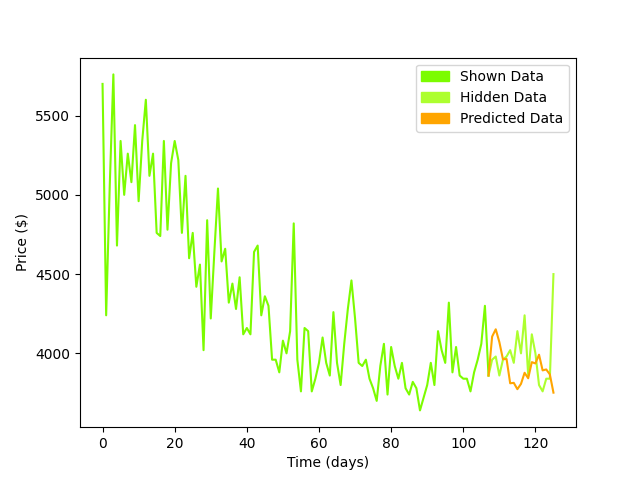 Shown Data
Hidden Data
Predicted Data
5500
5000
4500
4000
Price ($)
0 20 40 60 80 100 120
Time (days)